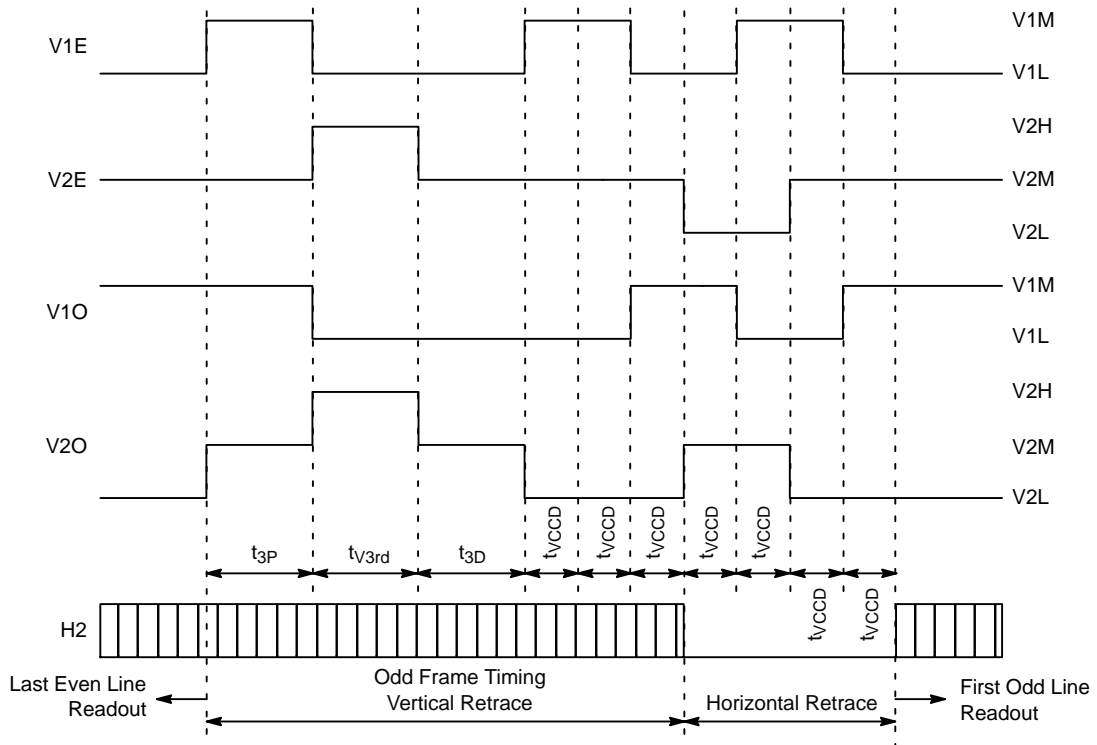 V1E
V1M
V1L
V2H
V2E
V2M
V2L
V1M
V1O
V1L
V2H
V2O
V2M
V2L
t3P
tV3rd
t3D
tVCCD
tVCCD
tVCCD
tVCCD
tVCCD
tVCCD
tVCCD
H2
Last Even Line
Readout
Odd Frame Timing
Vertical Retrace
Horizontal Retrace
First Odd Line
Readout